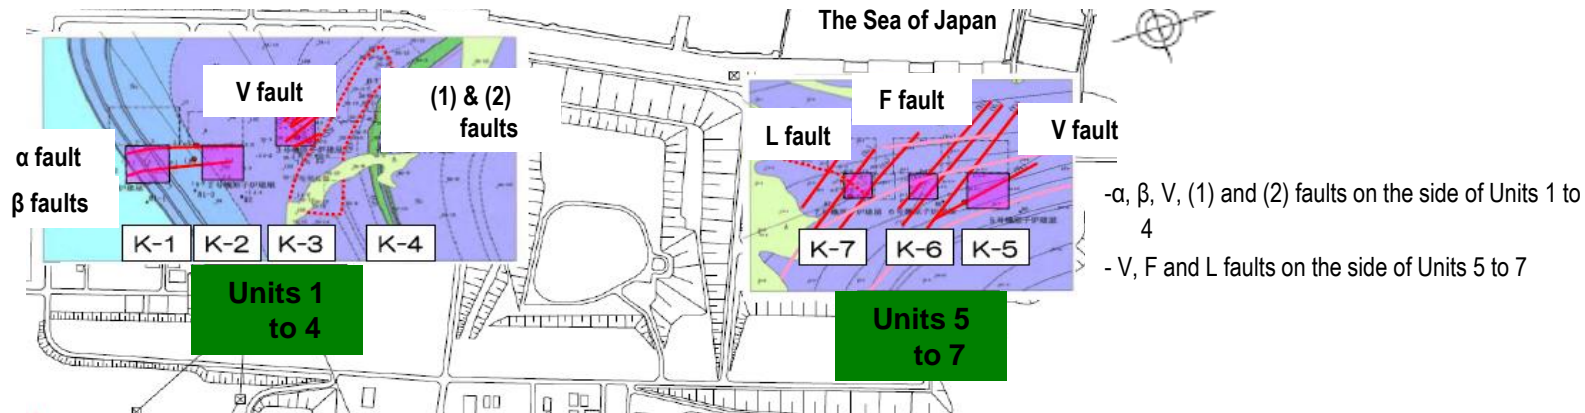 The Sea of Japan
V fault
(1) & (2)
faults
α fault
β faults
K-1
K-2
K-3
K-4
Units 1
to 4
F fault
L fault
V fault
K-7
K-6
K-5
Units 5
to 7
-α, β, V, (1) and (2) faults on the side of Units 1 to
4
- V, F and L faults on the side of Units 5 to 7